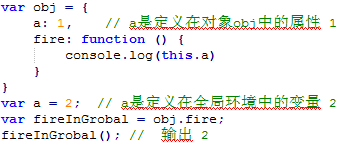 var obj = {
    a: 1,     // a是定义在对象obj中的属性 1
    fire: function () {
        console.log(this.a)
    }
}
var a = 2;  // a是定义在全局环境中的变量 2
var fireInGrobal = obj.fire;
fireInGrobal(); //  输出 2